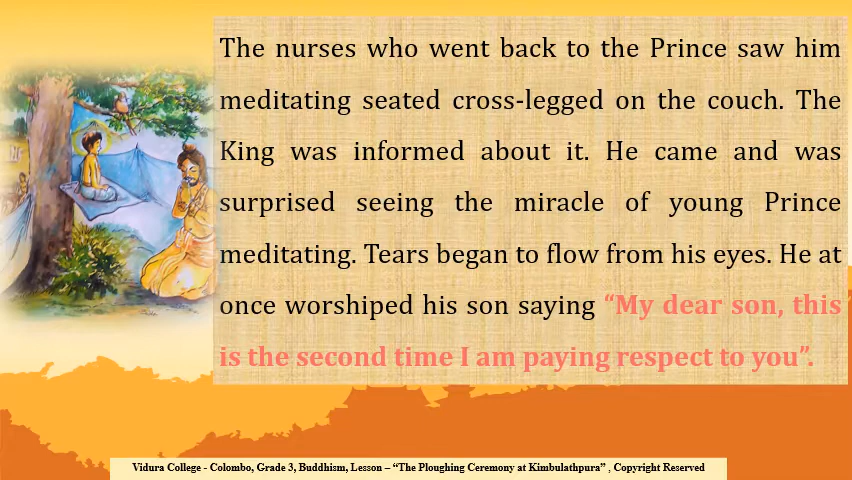 The nurses who went back to the Prince saw him
meditating seated cross-legged on the couch. The
King was informed about it. He came and was
surprised seeing the miracle of young Prince
meditating. Tears began to flow from his eyes. He at
once worshiped his son saying “My dear son, this
is the second time I am paying respect to you”.
Vidura College - Colombo, Grade 3, Buddhism, Lesson – “The Ploughing Ceremony at Kimbulathpura” , Copyright Reserved